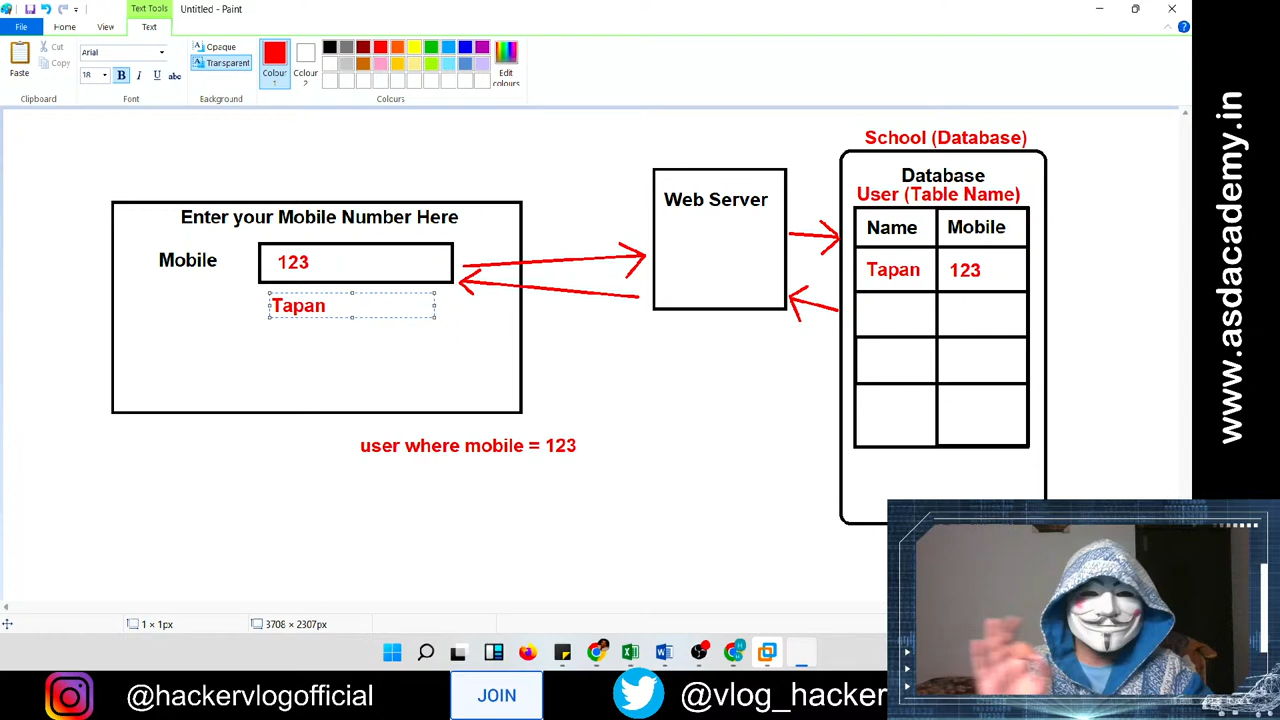 Text Tools
Untitled - Paint
File
Home
View
Text
Paste
Cut
Copy
Clipboard
Arial
18
B
I
U
abc
Font
Opaque
Transparent
Background
Colour
1
Colour
2
Edit
colours
Colours
www.asdacademy.in
School (Database)
Database
User (Table Name)
Name
Mobile
Tapan
123
Web Server
Enter your Mobile Number Here
Mobile
123
Tapan
user where mobile = 123
1 × 1px
3708 × 2307px
@hackervlogofficial
JOIN
@vlog_hacker